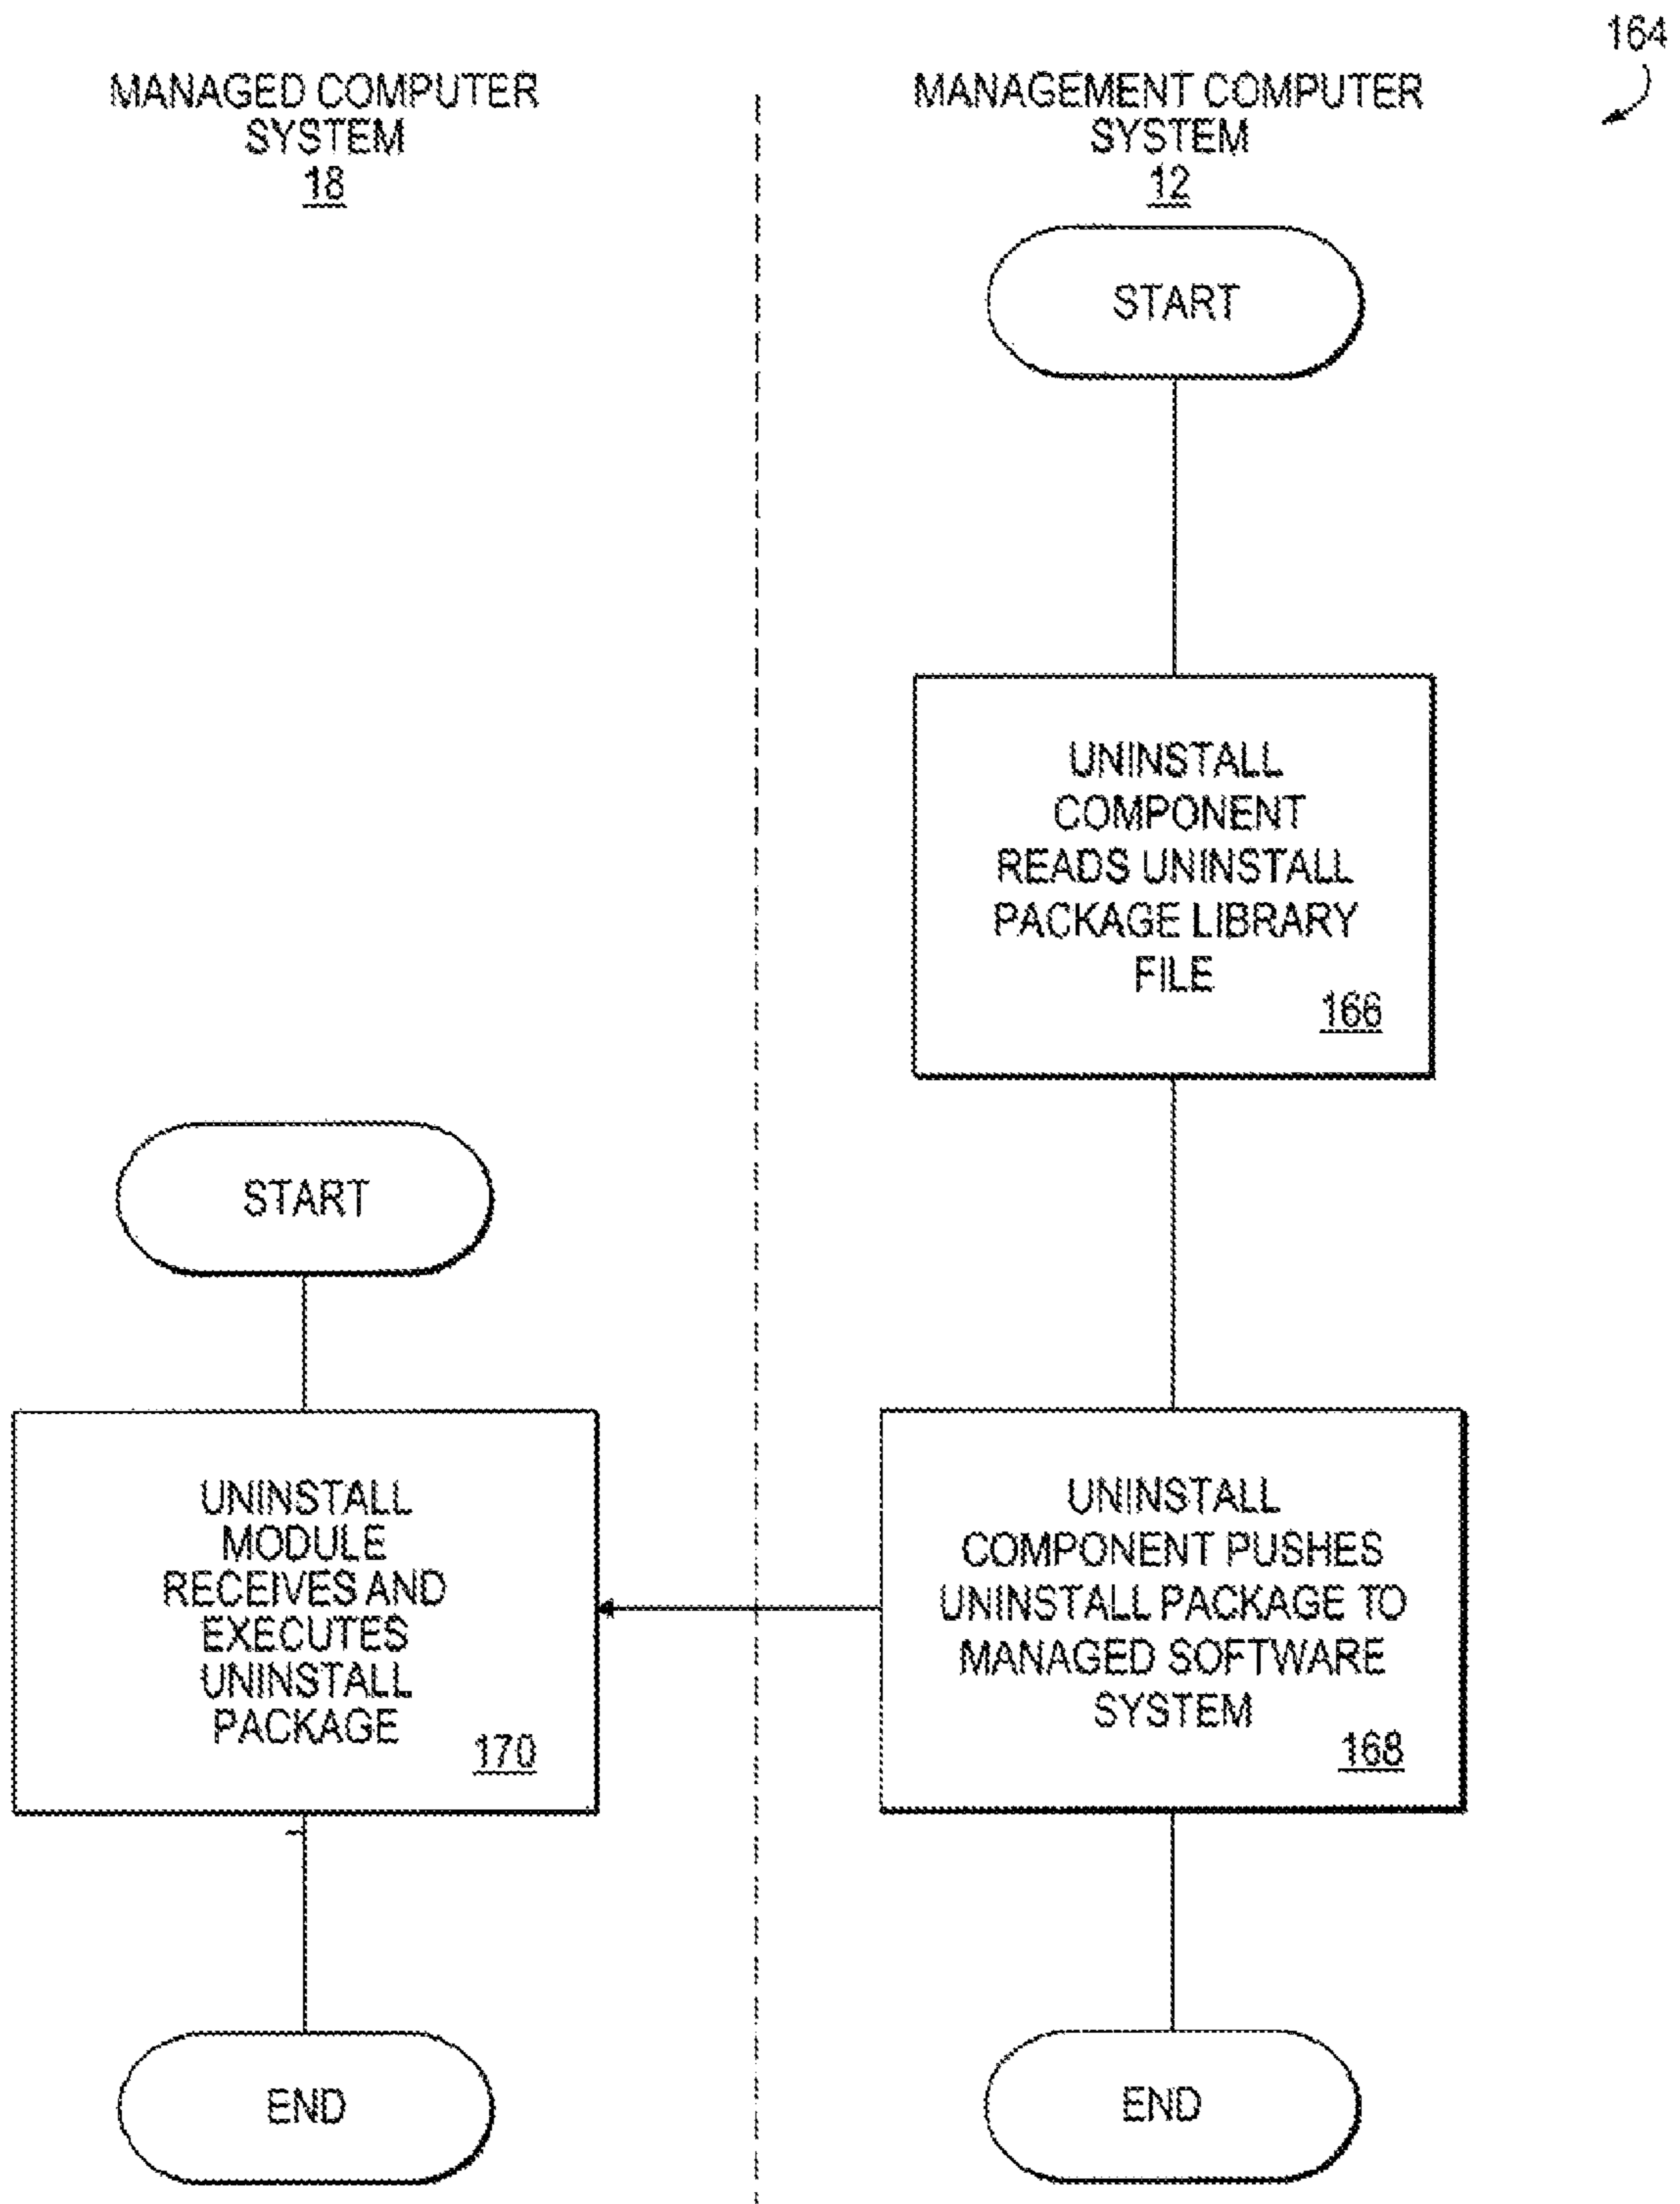 164
MANAGED COMPUTER
SYSTEM
18
MANAGEMENT COMPUTER
SYSTEM
12
START
UNINSTALL
COMPONENT
READS UNINSTALL
PACKAGE LIBRARY
FILE
166
START
UNINSTALL
MODULE
RECEIVES AND
EXECUTES
UNINSTALL
PACKAGE
170
UNINSTALL
COMPONENT PUSHES
UNINSTALL PACKAGE TO
MANAGED SOFTWARE
SYSTEM
168
END
END